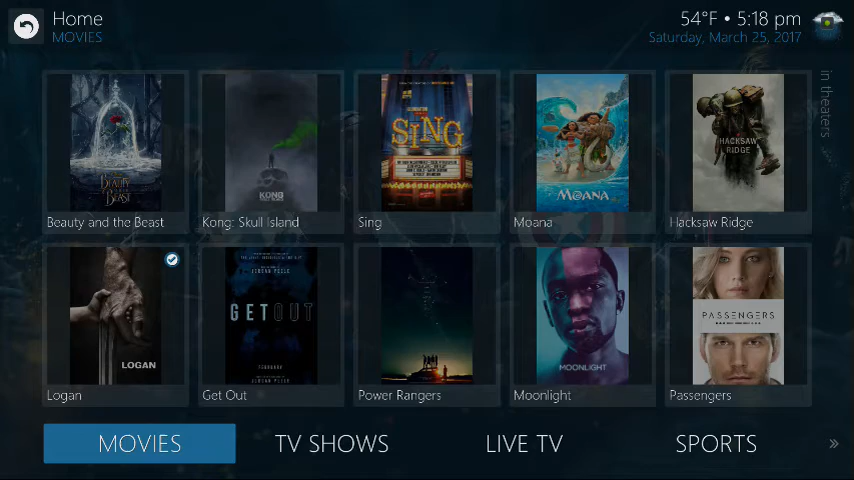 Home
MOVIES
54°F • 5:18 pm
Saturday, March 25, 2017
in theaters
BEAUTY AND THE BEAST
KONG
SING
MOANA
HACKSAW RIDGE
Beauty and the Beast
Kong: Skull Island
Sing
Moana
Hacksaw Ridge
LOGAN
GET OUT
JORDAN PEELE
MOONLIGHT
PASSENGERS
Logan
Get Out
Power Rangers
Moonlight
Passengers
MOVIES
TV SHOWS
LIVE TV
SPORTS
»